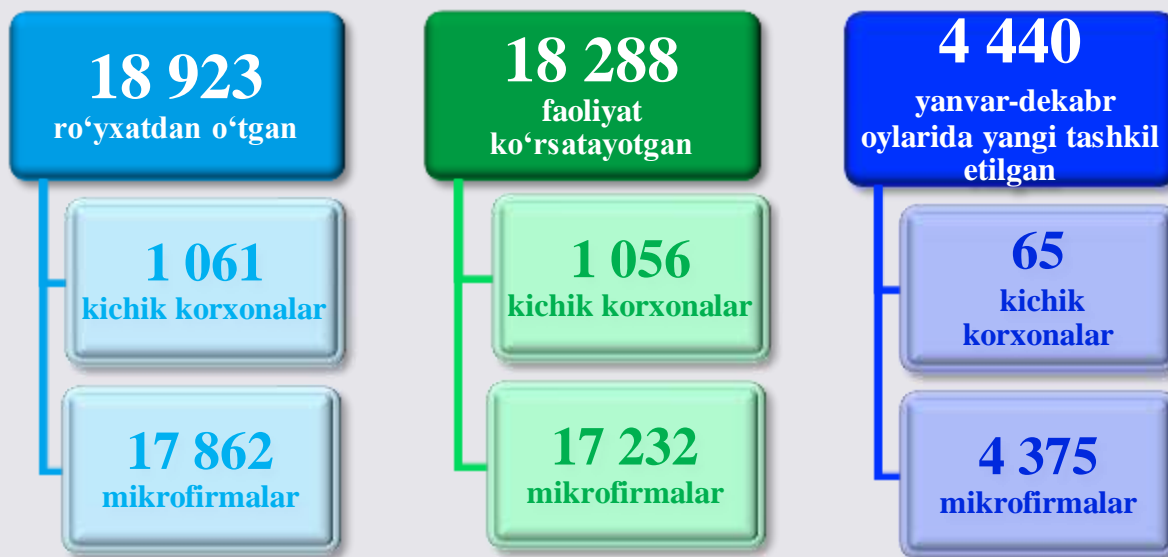 18 923
ro‘yxatdan o‘tgan
1 061
kichik korxonalar
17 862
mikrofirmalar
18 288
faoliyat
ko‘rsatayotgan
1 056
kichik korxonalar
17 232
mikrofirmalar
4 440
yanvar-dekabr
oylarida yangi tashkil
etilgan
65
kichik
korxonalar
4 375
mikrofirmalar